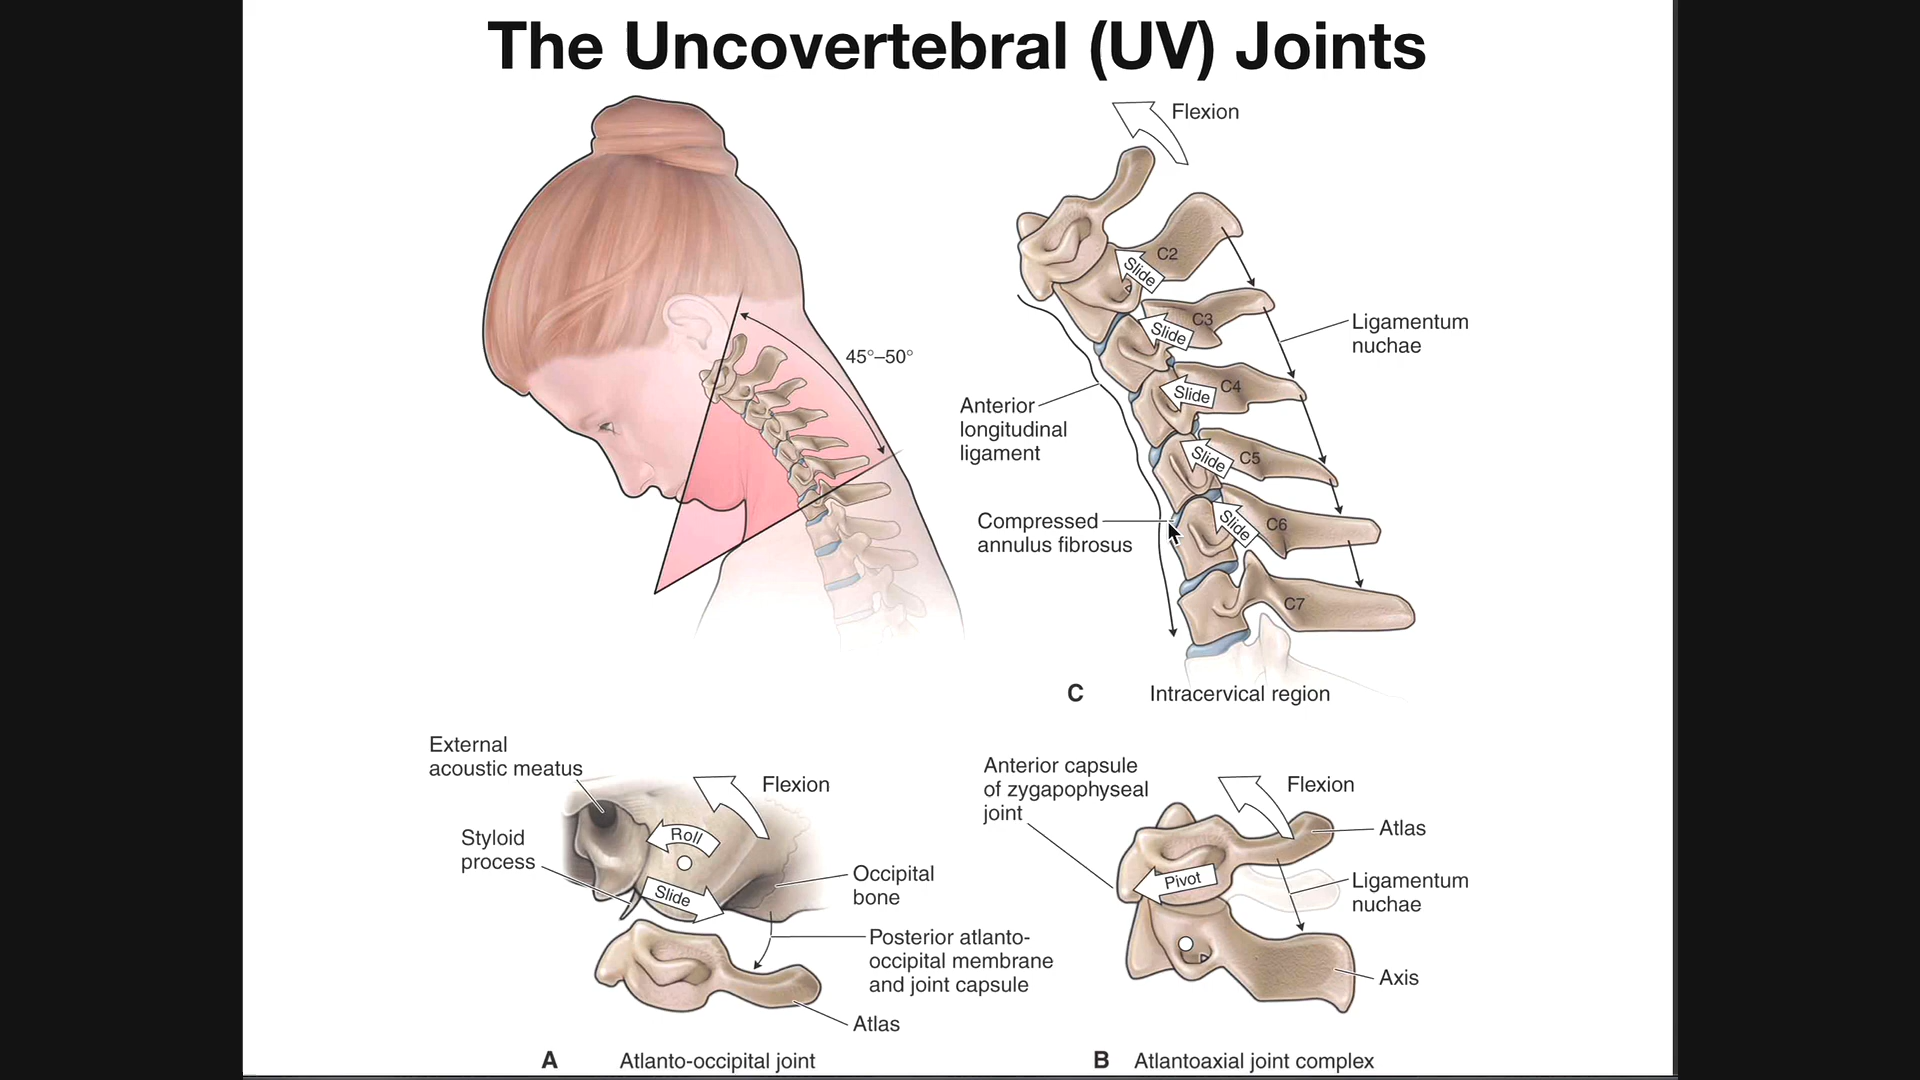 The Uncovertebral (UV) Joints
45°–50°
Flexion
C2
Slide
C3
Slide
Ligamentum
nuchae
C4
Slide
Anterior
longitudinal
ligament
C5
Slide
C6
Slide
Compressed
annulus fibrosus
C7
C Intracervical region
External
acoustic meatus
Flexion
Roll
Styloid
process
Slide
Occipital
bone
Posterior atlanto-
occipital membrane
and joint capsule
Atlas
A Atlanto-occipital joint
Anterior capsule
of zygapophyseal
joint
Flexion
Atlas
Pivot
Ligamentum
nuchae
Axis
B Atlantoaxial joint complex